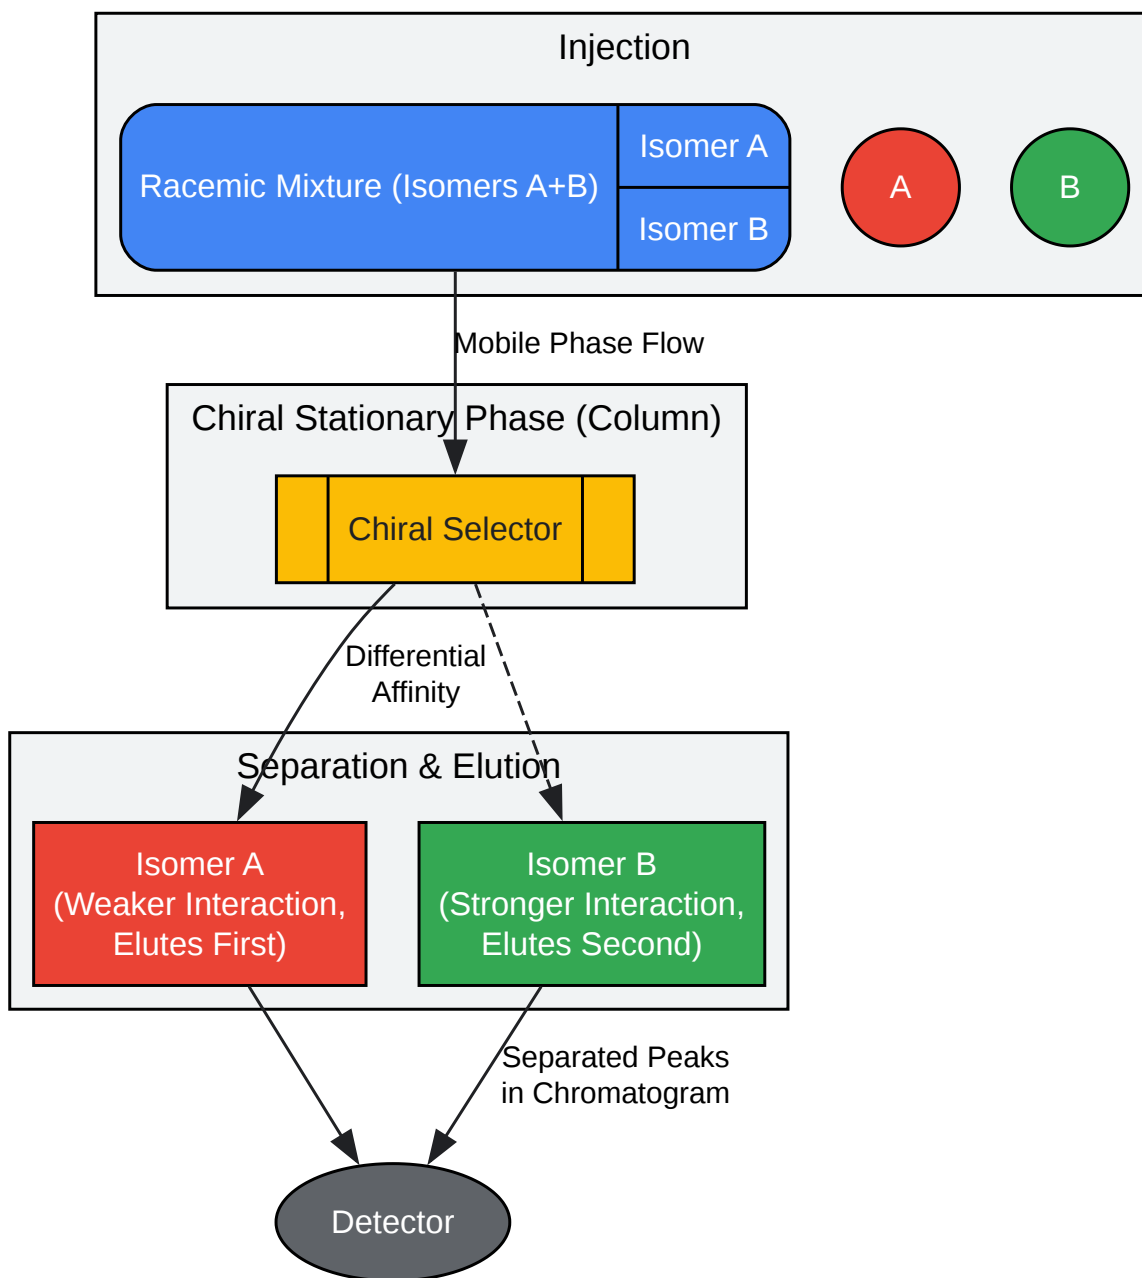 Injection
Racemic Mixture (Isomers A+B)
Isomer A
Isomer B
A
B
Mobile Phase Flow
Chiral Stationary Phase (Column)
Chiral Selector
Differential
Affinity
Separation & Elution
Isomer A
(Weaker Interaction,
Elutes First)
Isomer B
(Stronger Interaction,
Elutes Second)
Separated Peaks
in Chromatogram
Detector